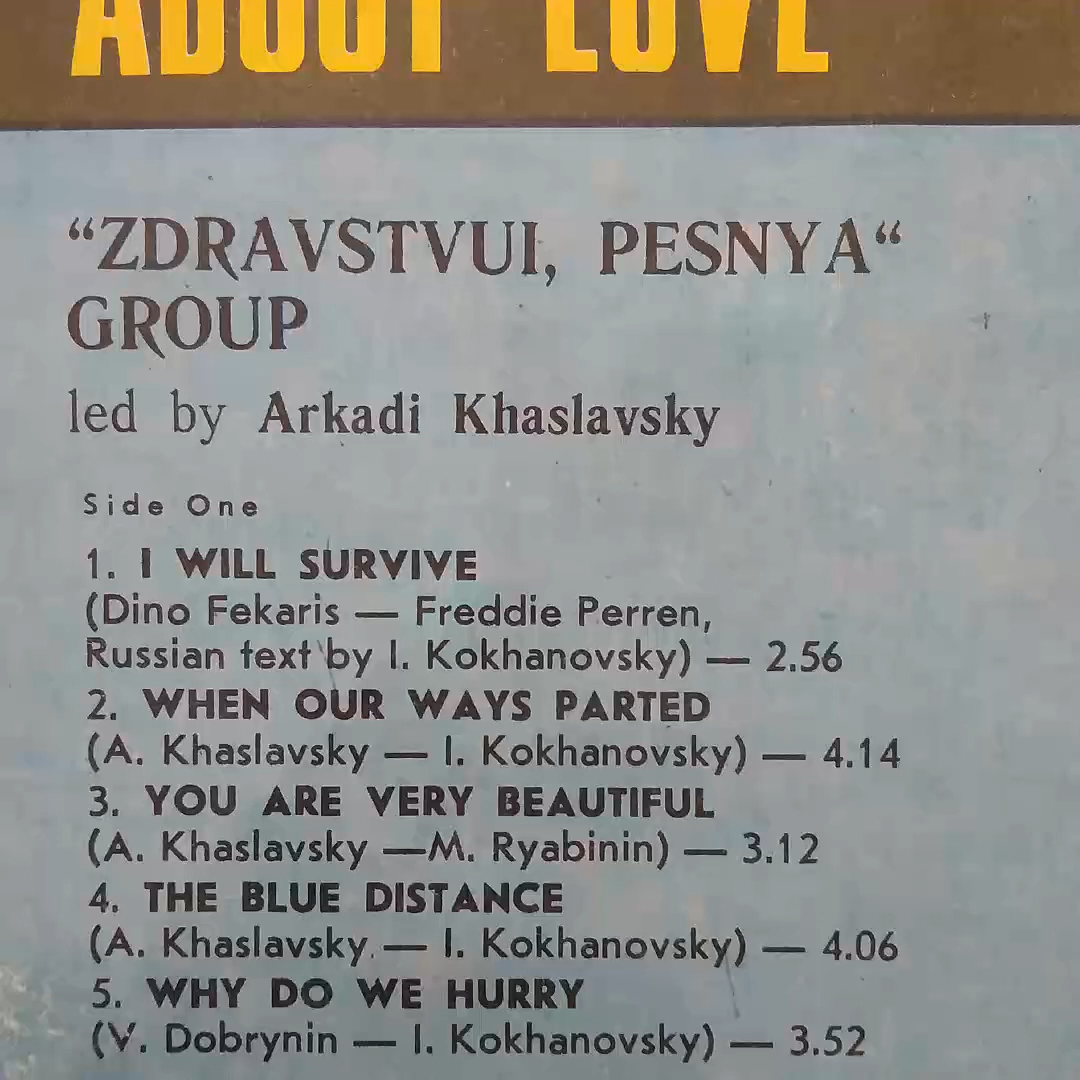 ABOUT LOVE
“ZDRAVSTVUI, PESNYA“
GROUP
led by Arkadi Khaslavsky
Side One
1. I WILL SURVIVE
(Dino Fekaris — Freddie Perren,
Russian text by I. Kokhanovsky) — 2.56
2. WHEN OUR WAYS PARTED
(A. Khaslavsky — I. Kokhanovsky) — 4.14
3. YOU ARE VERY BEAUTIFUL
(A. Khaslavsky —M. Ryabinin) — 3.12
4. THE BLUE DISTANCE
(A. Khaslavsky — I. Kokhanovsky) — 4.06
5. WHY DO WE HURRY
(V. Dobrynin — I. Kokhanovsky) — 3.52